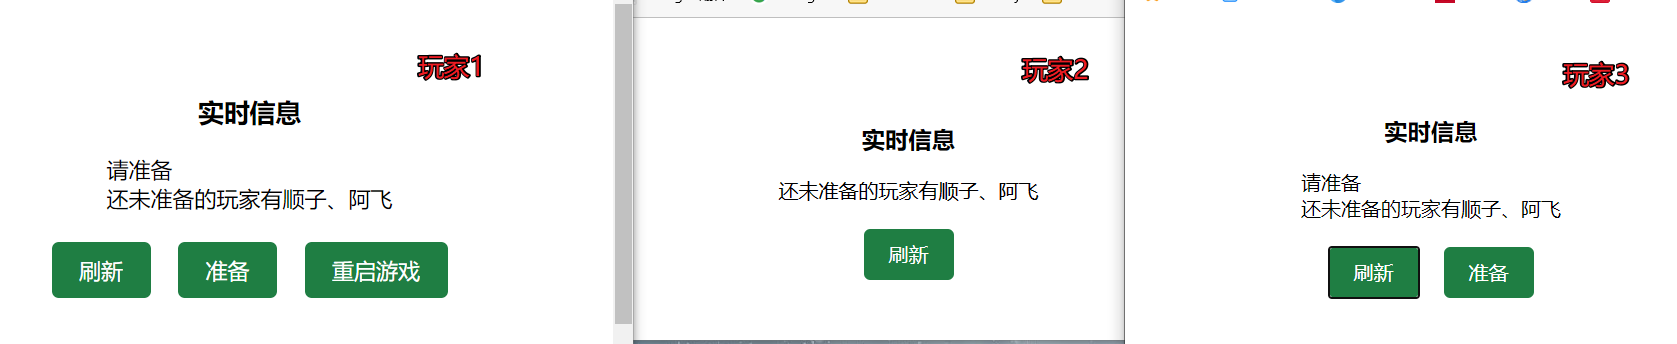 玩家1
实时信息
请准备
还未准备的玩家有顺子、阿飞
刷新
准备
重启游戏
玩家2
实时信息
还未准备的玩家有顺子、阿飞
刷新
玩家3
实时信息
请准备
还未准备的玩家有顺子、阿飞
刷新
准备